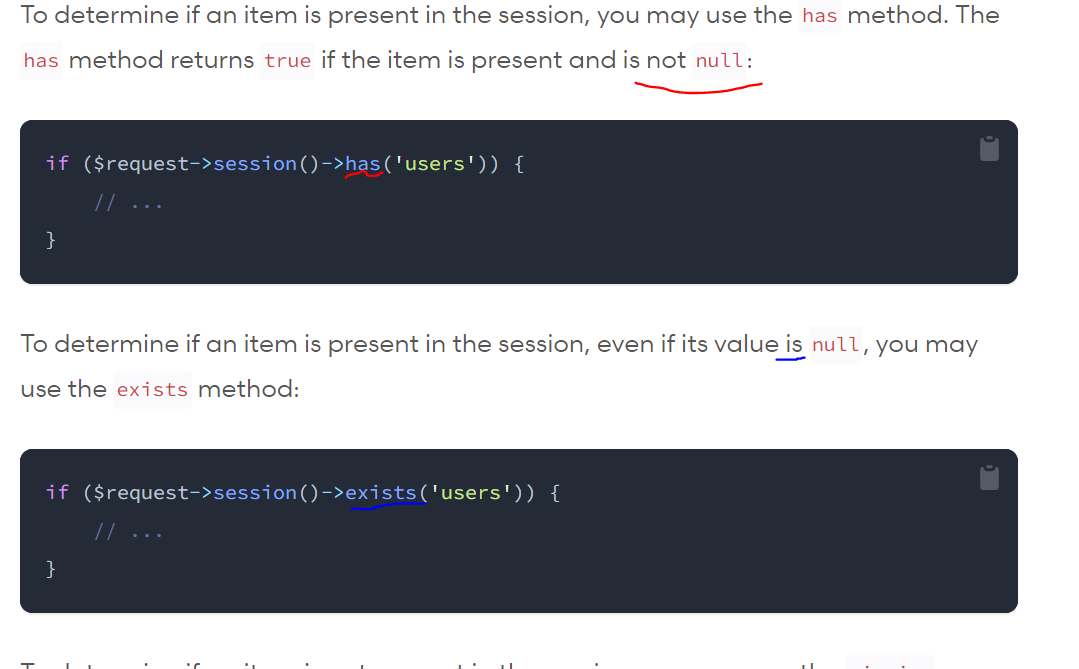 To determine if an item is present in the session, you may use the has method. The
has method returns true if the item is present and is not null:
if ($request->session()->has('users')) {
// ...
}
To determine if an item is present in the session, even if its value is null, you may
use the exists method:
if ($request->session()->exists('users')) {
// ...
}